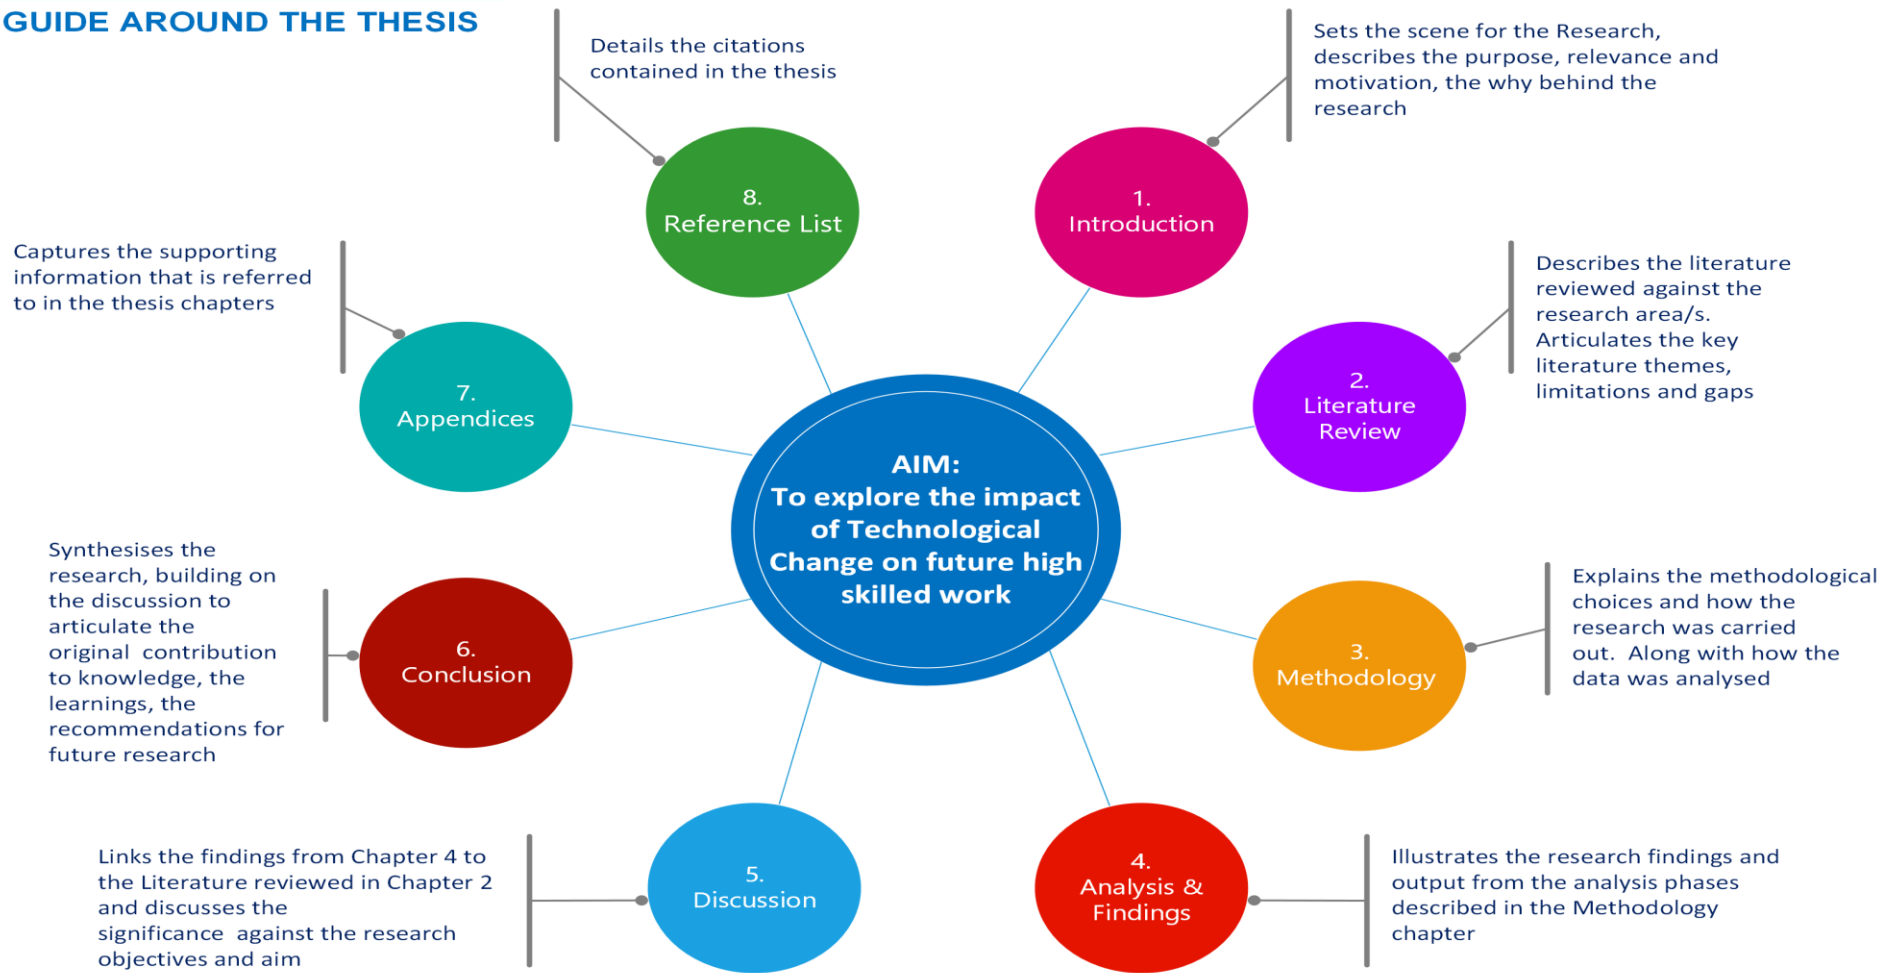 GUIDE AROUND THE THESIS
Details the citations
contained in the thesis
Sets the scene for the Research,
describes the purpose, relevance and
motivation, the why behind the
research
8.
Reference List
1.
Introduction
Captures the supporting
information that is referred
to in the thesis chapters
Describes the literature
reviewed against the
research area/s.
Articulates the key
literature themes,
limitations and gaps
7.
Appendices
2.
Literature
Review
AIM:
To explore the impact
of Technological
Change on future high
skilled work
Synthesises the
research, building on
the discussion to
articulate the
original  contribution
to knowledge, the
learnings, the
recommendations for
future research
6.
Conclusion
3.
Methodology
Explains the methodological
choices and how the
research was carried
out.  Along with how the
data was analysed
Links the findings from Chapter 4 to
the Literature reviewed in Chapter 2
and discusses the
significance  against the research
objectives and aim
5.
Discussion
4.
Analysis &
Findings
Illustrates the research findings and
output from the analysis phases
described in the Methodology
chapter